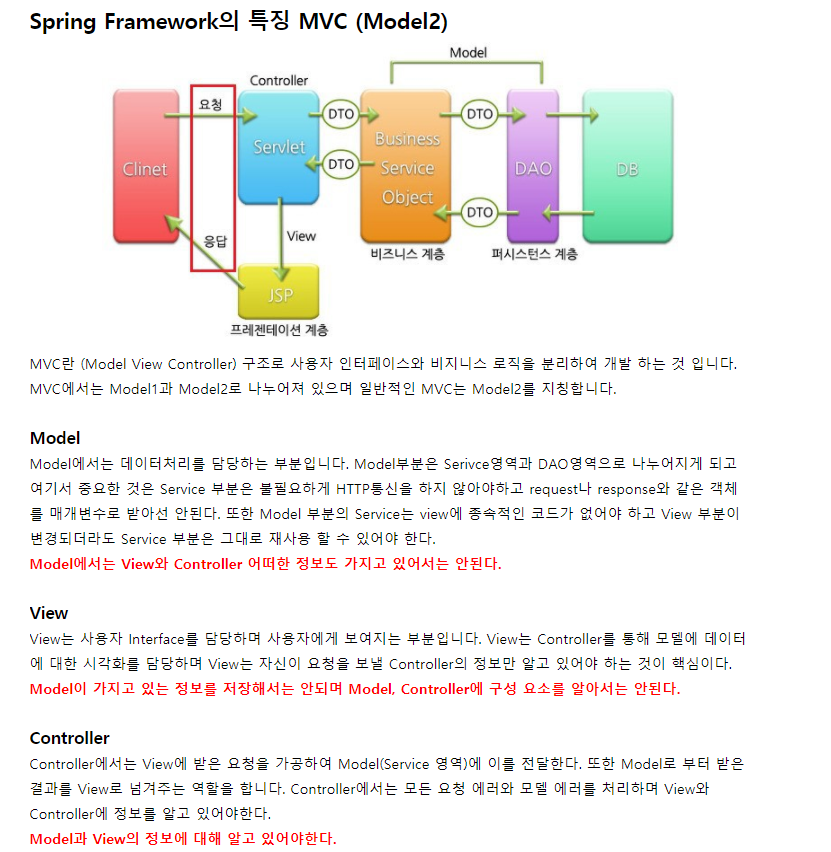 Spring Framework의 특징 MVC (Model2)
Model
Controller
요청
DTO
DTO
Clinet
Servlet
Business
Service
Object
DAO
DB
DTO
DTO
응답
View
비즈니스 계층
퍼시스턴스 계층
JSP
프레젠테이션 계층
MVC란 (Model View Controller) 구조로 사용자 인터페이스와 비지니스 로직을 분리하여 개발 하는 것 입니다.
MVC에서는 Model1과 Model2로 나누어져 있으며 일반적인 MVC는 Model2를 지칭합니다.
Model
Model에서는 데이터처리를 담당하는 부분입니다. Model부분은 Serivce영역과 DAO영역으로 나누어지게 되고
여기서 중요한 것은 Service 부분은 불필요하게 HTTP통신을 하지 않아야하고 request나 response와 같은 객체
를 매개변수로 받아선 안된다. 또한 Model 부분의 Service는 view에 종속적인 코드가 없어야 하고 View 부분이
변경되더라도 Service 부분은 그대로 재사용 할 수 있어야 한다.
Model에서는 View와 Controller 어떠한 정보도 가지고 있어서는 안된다.
View
View는 사용자 Interface를 담당하며 사용자에게 보여지는 부분입니다. View는 Controller를 통해 모델에 데이터
에 대한 시각화를 담당하며 View는 자신이 요청을 보낼 Controller의 정보만 알고 있어야 하는 것이 핵심이다.
Model이 가지고 있는 정보를 저장해서는 안되며 Model, Controller에 구성 요소를 알아서는 안된다.
Controller
Controller에서는 View에 받은 요청을 가공하여 Model(Service 영역)에 이를 전달한다. 또한 Model로 부터 받은
결과를 View로 넘겨주는 역할을 합니다. Controller에서는 모든 요청 에러와 모델 에러를 처리하며 View와
Controller에 정보를 알고 있어야한다.
Model과 View의 정보에 대해 알고 있어야한다.